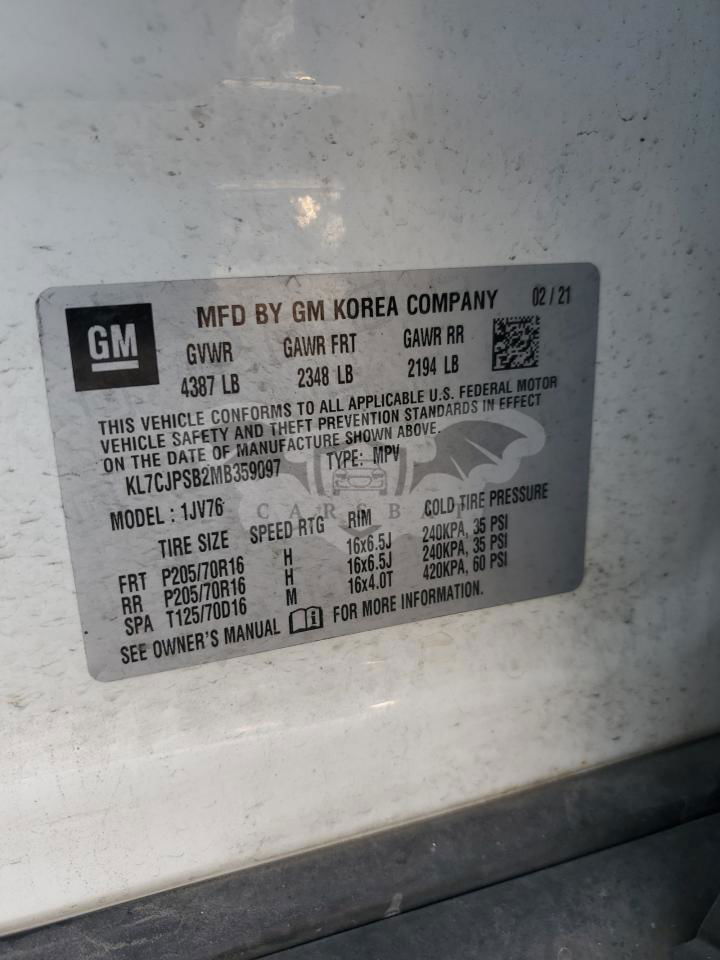 GM
MFD BY GM KOREA COMPANY 02 / 21
GVWR GAWR FRT GAWR RR
4387 LB 2348 LB 2194 LB
THIS VEHICLE CONFORMS TO ALL APPLICABLE U.S. FEDERAL MOTOR
VEHICLE SAFETY AND THEFT PREVENTION STANDARDS IN EFFECT
ON THE DATE OF MANUFACTURE SHOWN ABOVE.
KL7CJPSB2MB359097 TYPE: MPV
CARSBAT
MODEL : 1JV76
TIRE SIZE SPEED RTG RIM COLD TIRE PRESSURE
FRT P205/70R16 H 16x6.5J 240KPA, 35 PSI
RR P205/70R16 H 16x6.5J 240KPA, 35 PSI
SPA T125/70D16 M 16x4.0T 420KPA, 60 PSI
SEE OWNER'S MANUAL i FOR MORE INFORMATION.